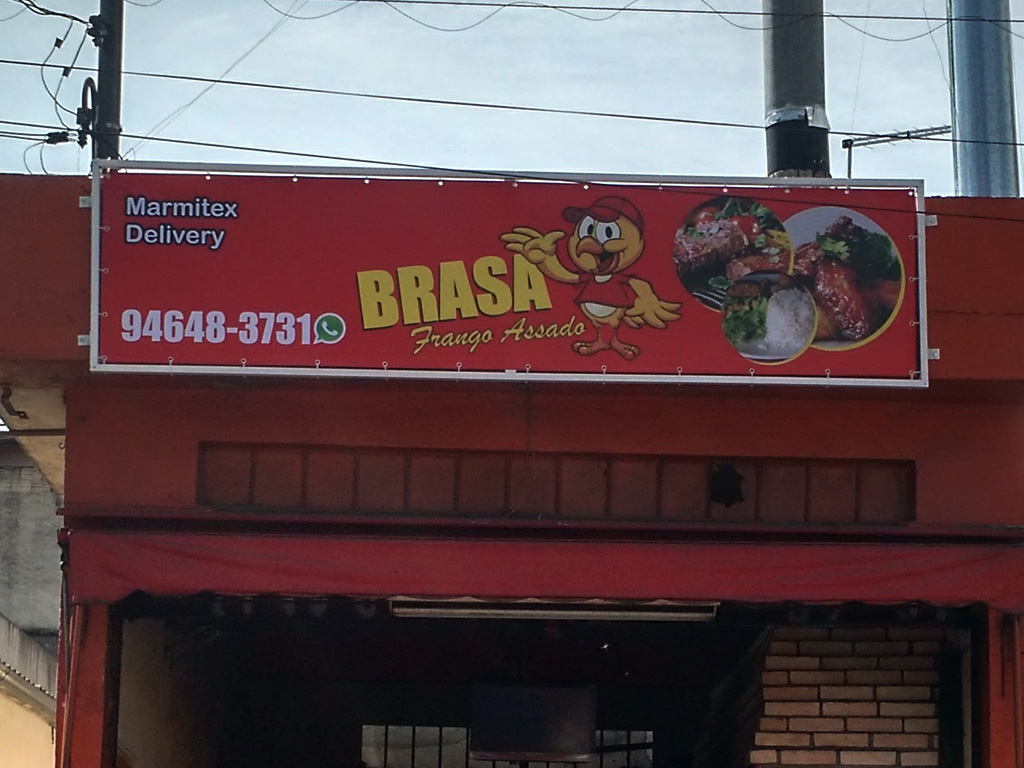 Marmitex
Delivery
94648-3731
BRASA
Frango Assado